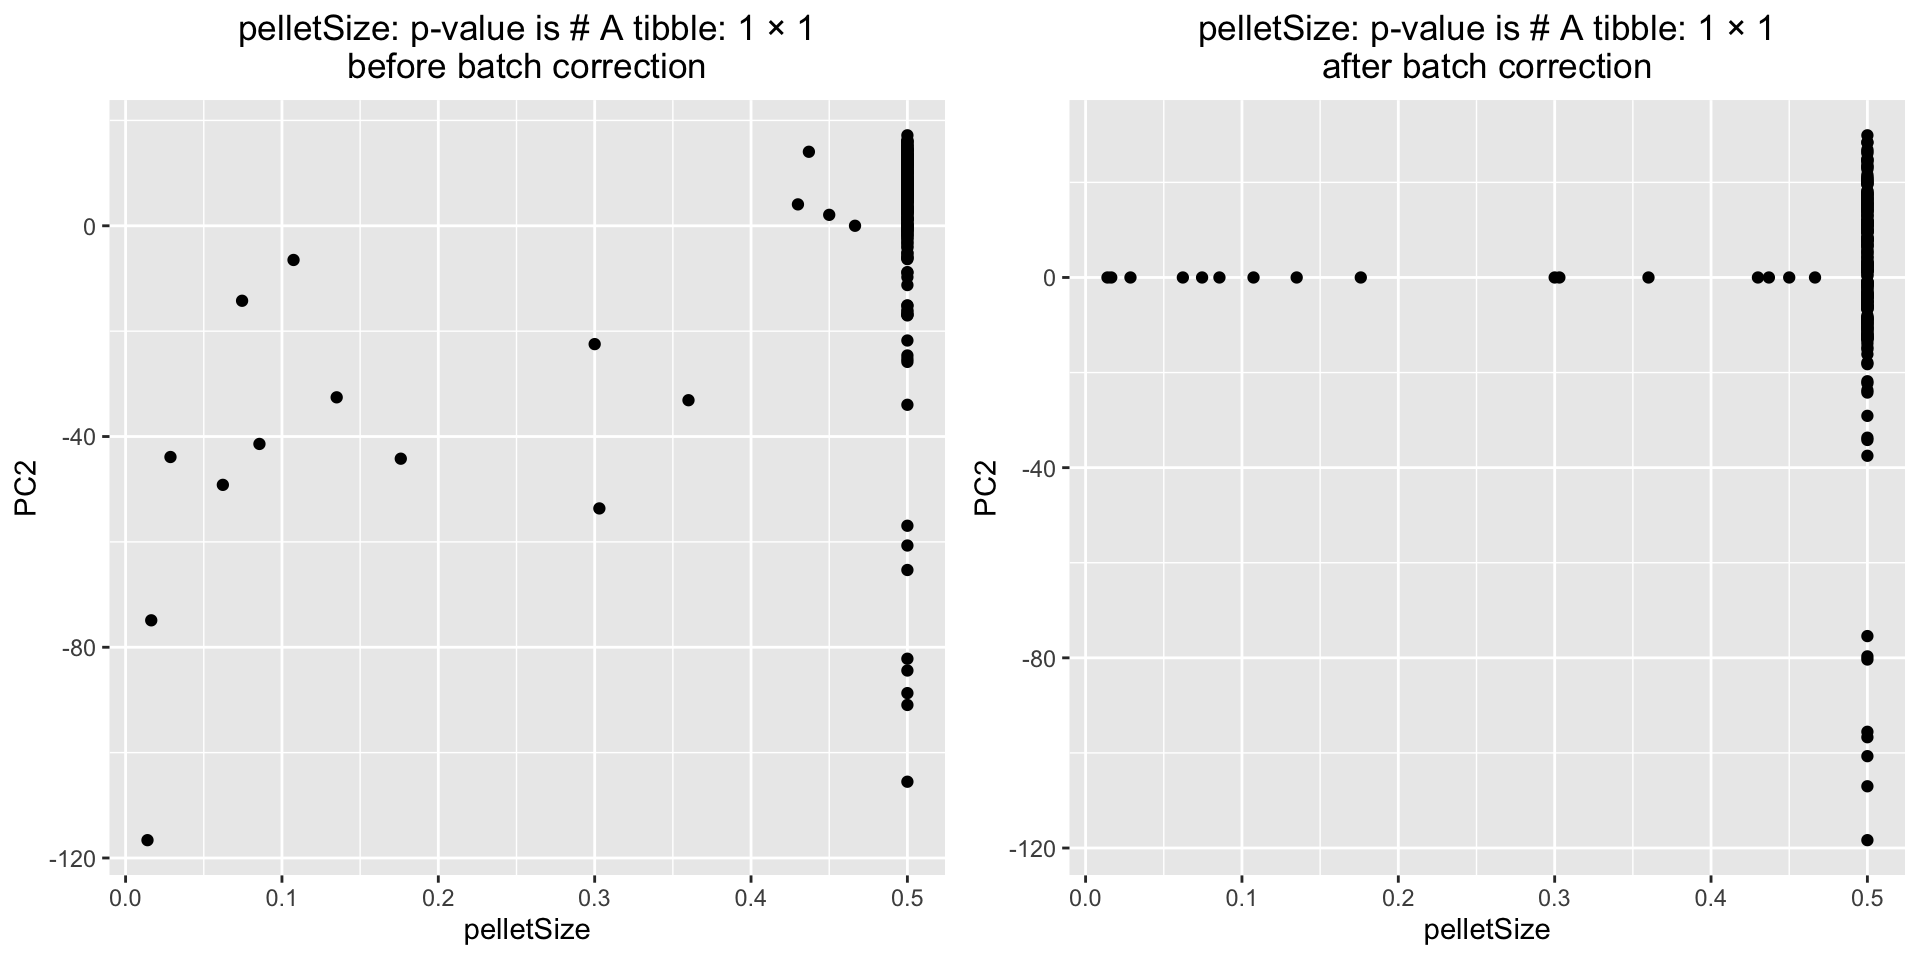 pelletSize: p-value is # A tibble: 1 × 1
before batch correction
PC2
0
-40
-80
-120
0.0 0.1 0.2 0.3 0.4 0.5
pelletSize
pelletSize: p-value is # A tibble: 1 × 1
after batch correction
PC2
0
-40
-80
-120
0.0 0.1 0.2 0.3 0.4 0.5
pelletSize